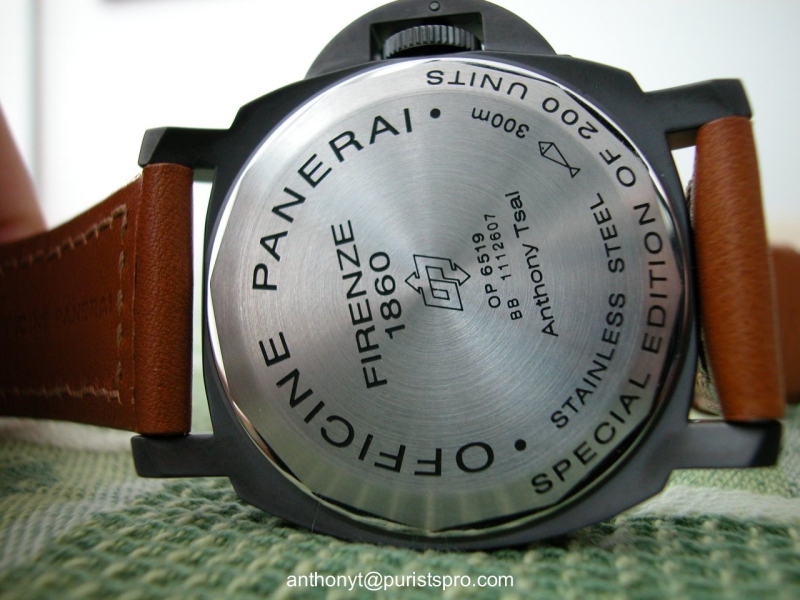 OFFICINE PANERAI
SPECIAL EDITION OF 200 UNITS
STAINLESS STEEL
300m
FIRENZE
1860
OP 6519
BB 1112607
Anthony Tsai
anthonyt@puristspro.com